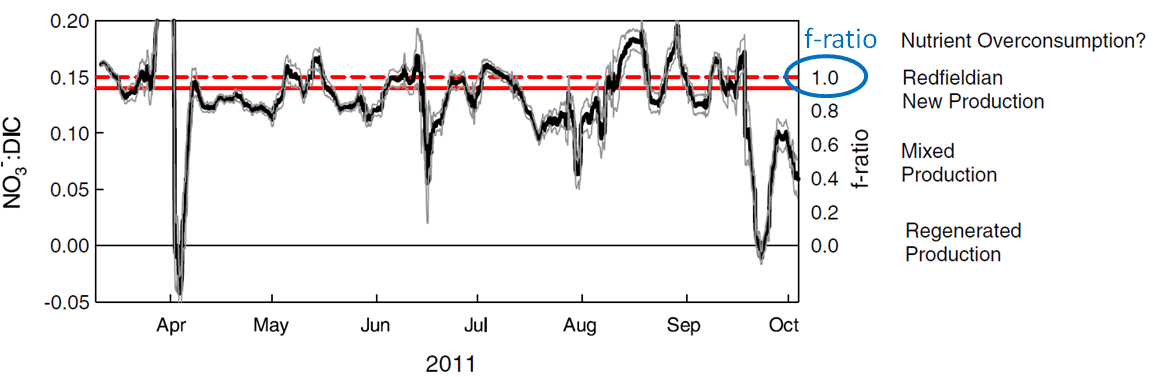 0.20
0.15
0.10
0.05
0.00
-0.05
NO₃⁻:DIC
Apr May Jun Jul Aug Sep Oct
2011
f-ratio
1.0
0.8
0.6
0.4
0.2
0.0
f-ratio
Nutrient Overconsumption?
Redfieldian
New Production
Mixed
Production
Regenerated
Production